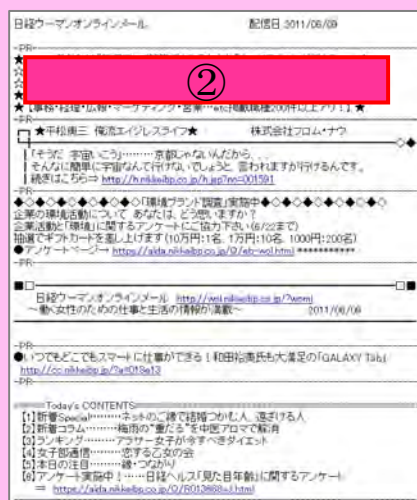 日経ウーマンオンラインメール 配信日 2011/06/09
-PR-
②
★【事務・経理・広報・マーケティング・営業…etc掲載職種200件以上アリ！】★
-PR-
★平松庚三 俺流エイジレスライフ★ 株式会社フロム・ナウ
「そうだ 宇宙いこう」………京都じゃないんだから、、
そんなに簡単に宇宙なんて行けないでしょうと、言われますが行けるんです。
続きはこちら⇒ http://h.nikkeibp.co.jp/h.jsp?no=001591
-PR-
◆◇◆◇◆◇◆◇◆◇「環境ブランド調査」実施中◆◇◆◇◆◇◆◇◆◇
企業の環境活動について あなたは、どう思いますか？
企業活動と「環境」に関するアンケートにご協力下さい(6/22まで)
抽選でギフトカードを差し上げます(10万円:1名、1万円:10名、1000円:200名)
●アンケートページ→ https://aida.nikkeibp.co.jp/Q/eb-wol.html ***********
-PR-
日経ウーマンオンラインメール http://wol.nikkeibp.co.jp/?woml
～働く女性のための仕事と生活の情報が満載～ 2011/06/09
-PR-
●いつでもどこでもスマートに仕事ができる！和田裕美氏も大満足の「GALAXY Tab」
http://cc.nikkeibp.co.jp/?a=018e13
-PR-
Today's CONTENTS
【1】新着Special………ネットのご縁で結婚つかむ人、遠ざける人
【2】新着コラム………梅雨の"重だる"を中医アロマで解消
【3】ランキング………アラサー女子が今すべきダイエット
【4】女子部通信………恋する乙女の会
【5】本日の注目………縁・つながり
【6】アンケート実施中！……日経ヘルス「見た目年齢」に関するアンケート
⇒ https://aida.nikkeibp.co.jp/Q/R013668sJ.html